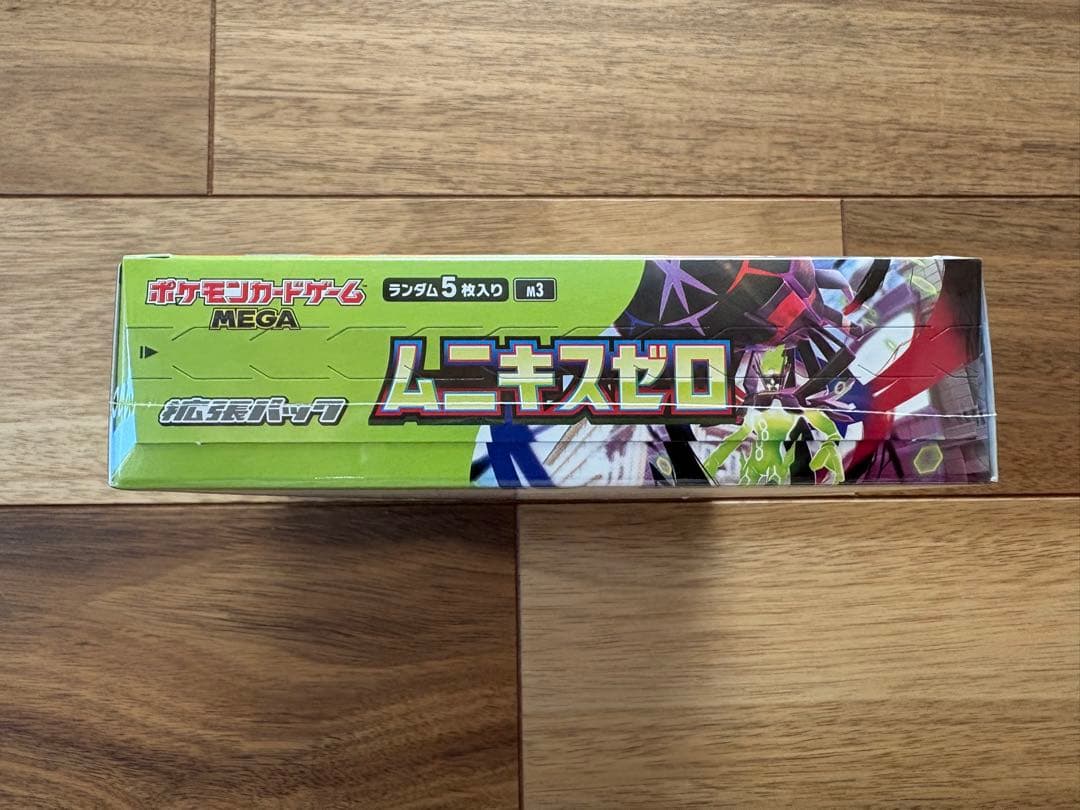 ポケモンカードゲーム
MEGA
ランダム5枚入り M3
ムニキスゼロ
拡張パック